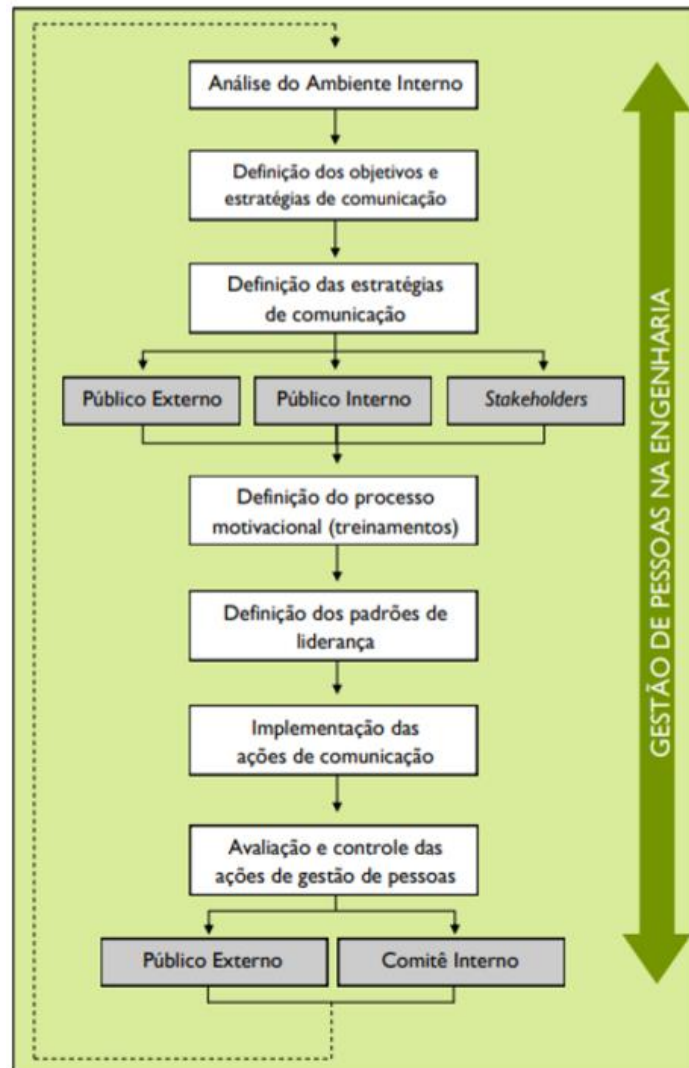 Análise do Ambiente Interno
Definição dos objetivos e
estratégias de comunicação
Definição das estratégias
de comunicação
Público Externo
Público Interno
Stakeholders
Definição do processo
motivacional (treinamentos)
Definição dos padrões de
liderança
Implementação das
ações de comunicação
Avaliação e controle das
ações de gestão de pessoas
Público Externo
Comitê Interno
GESTÃO DE PESSOAS NA ENGENHARIA